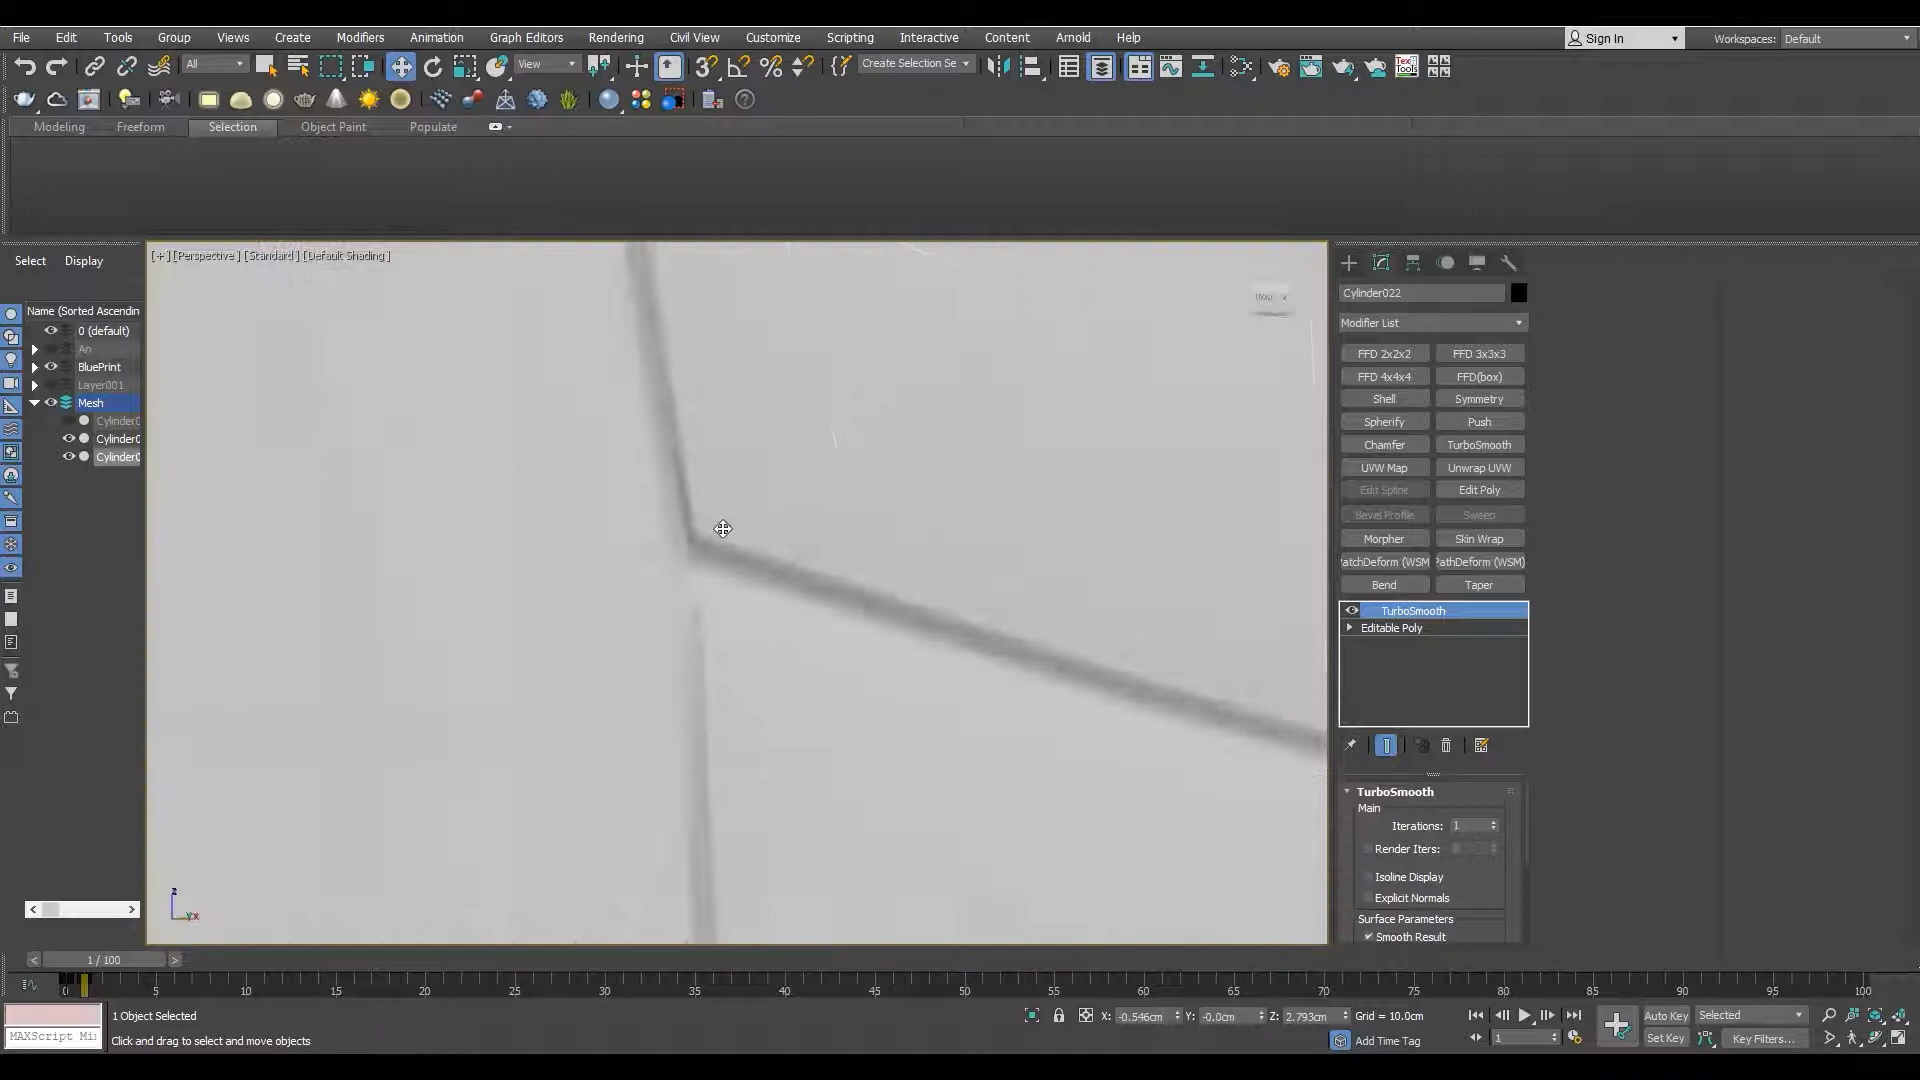 File Edit Tools Group Views Create Modifiers Animation Graph Editors Rendering Civil View Customize Scripting Interactive Content Arnold Help Sign In Workspaces: Default
All View Create Selection Se
Modeling Freeform Selection Object Paint Populate
Select Display
[+] [Perspective] [Standard] [Default Shading]
Name (Sorted Ascendin
0 (default)
An
BluePrint
Layer001
Mesh
Cylinder0
Cylinder0
Cylinder0
Cylinder022
Modifier List
FFD 2x2x2 FFD 3x3x3
FFD 4x4x4 FFD(box)
Shell Symmetry
Spherify Push
Chamfer TurboSmooth
UVW Map Unwrap UVW
Edit Spline Edit Poly
Bevel Profile Sweep
Morpher Skin Wrap
atchDeform (WSM PathDeform (WSM)
Bend Taper
TurboSmooth
Editable Poly
TurboSmooth
Main
Iterations: 1
Render Iters:
Isoline Display
Explicit Normals
Surface Parameters
Smooth Result
z
1 / 100
0 5 10 15 20 25 30 35 40 45 50 55 60 65 70 75 80 85 90 95 100
1 Object Selected X: -0.546cm Y: -0.0cm Z: 2.793cm Grid = 10.0cm Auto Key Selected
MAXScript Mi Click and drag to select and move objects Add Time Tag 1 Set Key Key Filters...